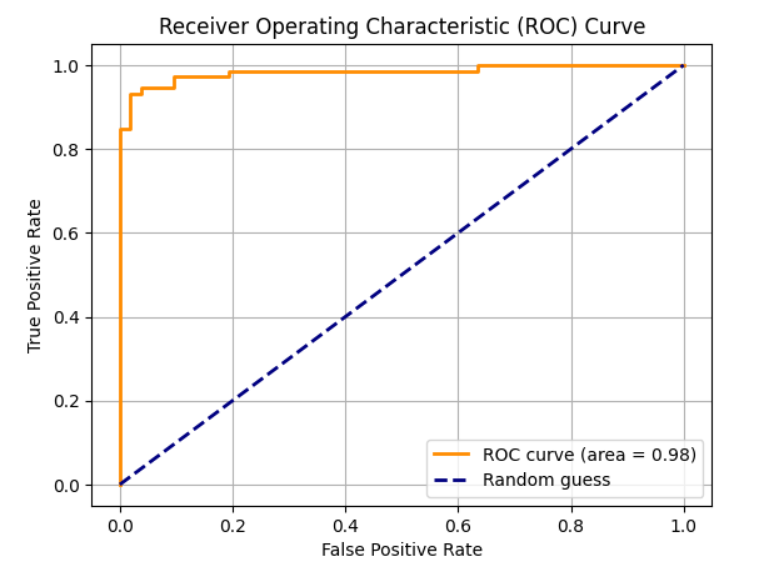 Receiver Operating Characteristic (ROC) Curve
1.0
0.8
0.6
0.4
0.2
0.0
True Positive Rate
ROC curve (area = 0.98)
Random guess
0.0 0.2 0.4 0.6 0.8 1.0
False Positive Rate